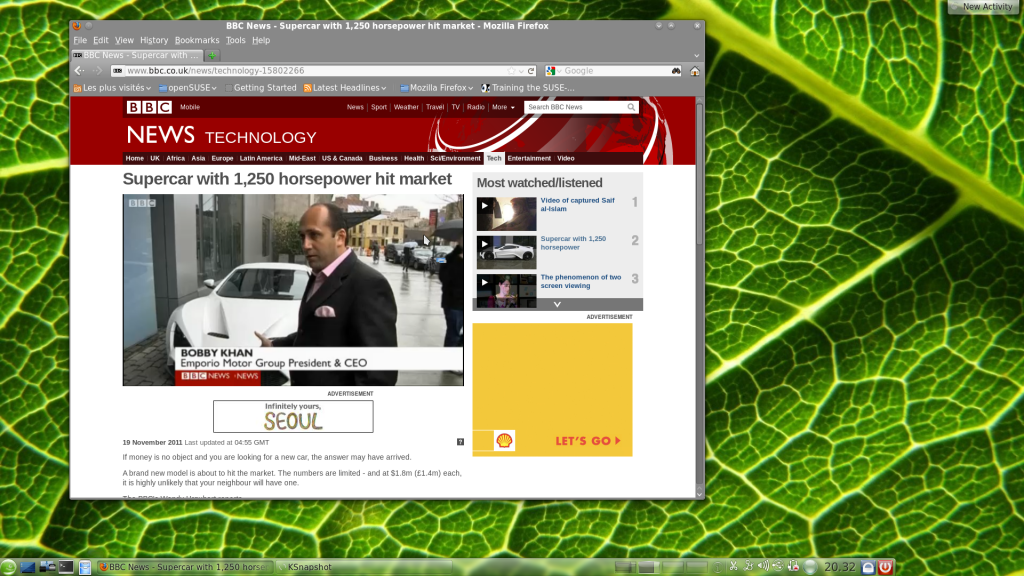 New Activity
BBC News - Supercar with 1,250 horsepower hit market - Mozilla Firefox
File Edit View History Bookmarks Tools Help
BBC News - Supercar with ...
www.bbc.co.uk/news/technology-15802266
Google
Les plus visités
openSUSE
Getting Started
Latest Headlines
Mozilla Firefox
Training the SUSE-...
BBC
Mobile
News Sport Weather Travel TV Radio More
Search BBC News
NEWS TECHNOLOGY
Home UK Africa Asia Europe Latin America Mid-East US & Canada Business Health Sci/Environment Tech Entertainment Video
Supercar with 1,250 horsepower hit market
BBC
BOBBY KHAN
Emporio Motor Group President & CEO
BBC NEWS
Most watched/listened
Video of captured Saif
al-Islam
1
Supercar with 1,250
horsepower
2
The phenomenon of two
screen viewing
3
ADVERTISEMENT
LET'S GO
ADVERTISEMENT
Infinitely yours,
SEOUL
19 November 2011 Last updated at 04:55 GMT
?
If money is no object and you are looking for a new car, the answer may have arrived.
A brand new model is about to hit the market. The numbers are limited - and at $1.8m (£1.4m) each,
it is highly unlikely that your neighbour will have one.
BBC News - Supercar with 1,250 horse
KSnapshot
20.32